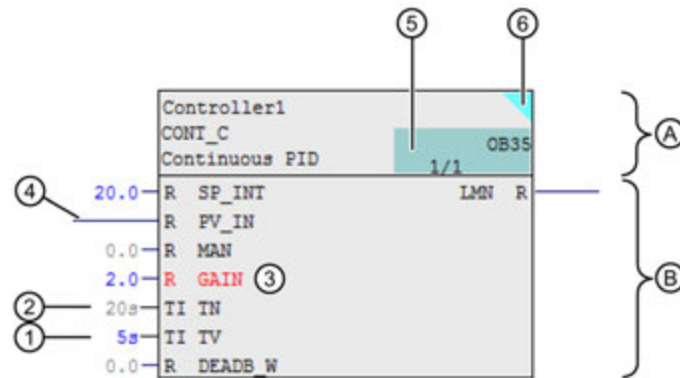 5 6
Controller1
CONT_C
Continuous PID
OB35
1/1
A
20.0 R SP_INT LMN R
4 R PV_IN
0.0 R MAN
2.0 R GAIN 3
2 20s TI TN
1 5s TI TV
0.0 R DEADB_W
B